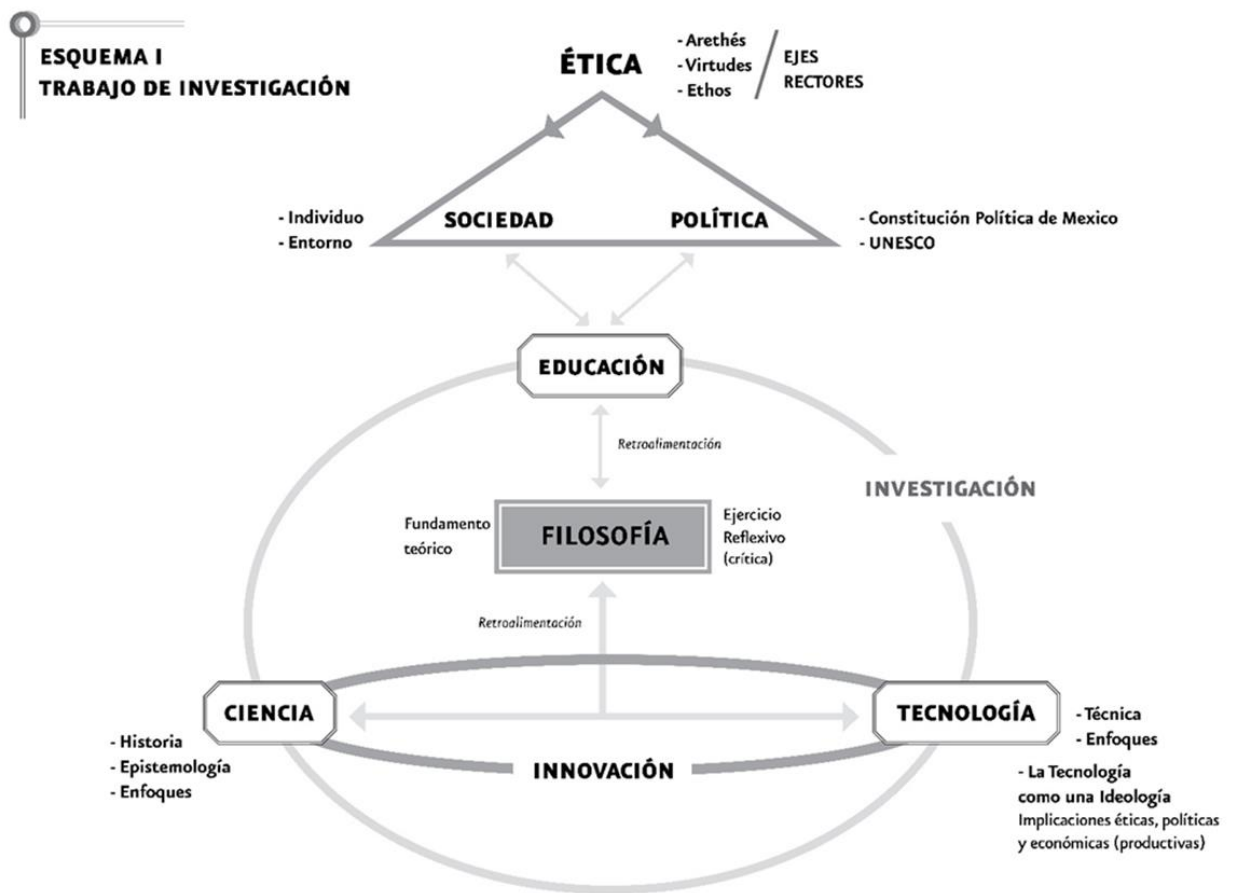 ESQUEMA I
TRABAJO DE INVESTIGACIÓN
ÉTICA
- Arethés
- Virtudes
- Ethos
EJES
RECTORES
- Individuo
- Entorno
SOCIEDAD
POLÍTICA
- Constitución Política de Mexico
- UNESCO
EDUCACIÓN
Retroalimentación
INVESTIGACIÓN
Fundamento
teórico
FILOSOFÍA
Ejercicio
Reflexivo
(crítica)
Retroalimentación
CIENCIA
- Historia
- Epistemología
- Enfoques
INNOVACIÓN
TECNOLOGÍA
- Técnica
- Enfoques
- La Tecnología
como una Ideología
Implicaciones éticas, políticas
y económicas (productivas)